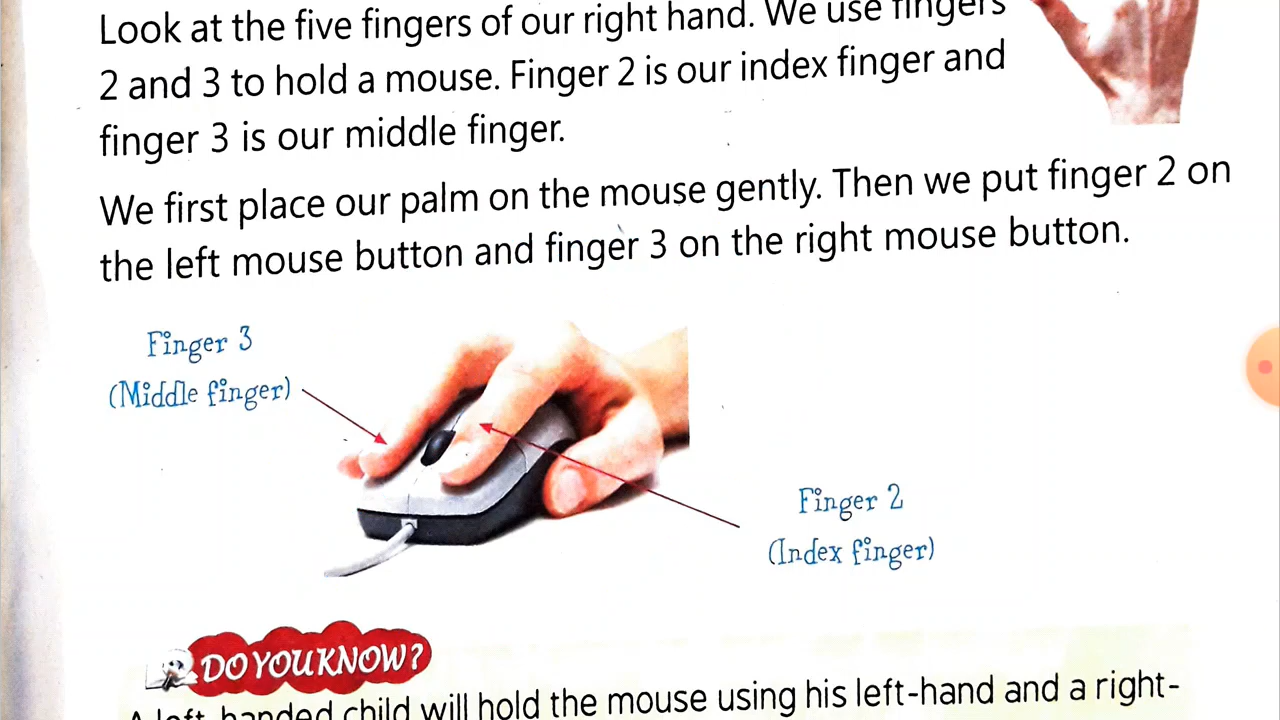 Look at the five fingers of our right hand. We use fingers
2 and 3 to hold a mouse. Finger 2 is our index finger and
finger 3 is our middle finger.
We first place our palm on the mouse gently. Then we put finger 2 on
the left mouse button and finger 3 on the right mouse button.
Finger 3
(Middle finger)
Finger 2
(Index finger)
DO YOU KNOW?
A left-handed child will hold the mouse using his left-hand and a right-